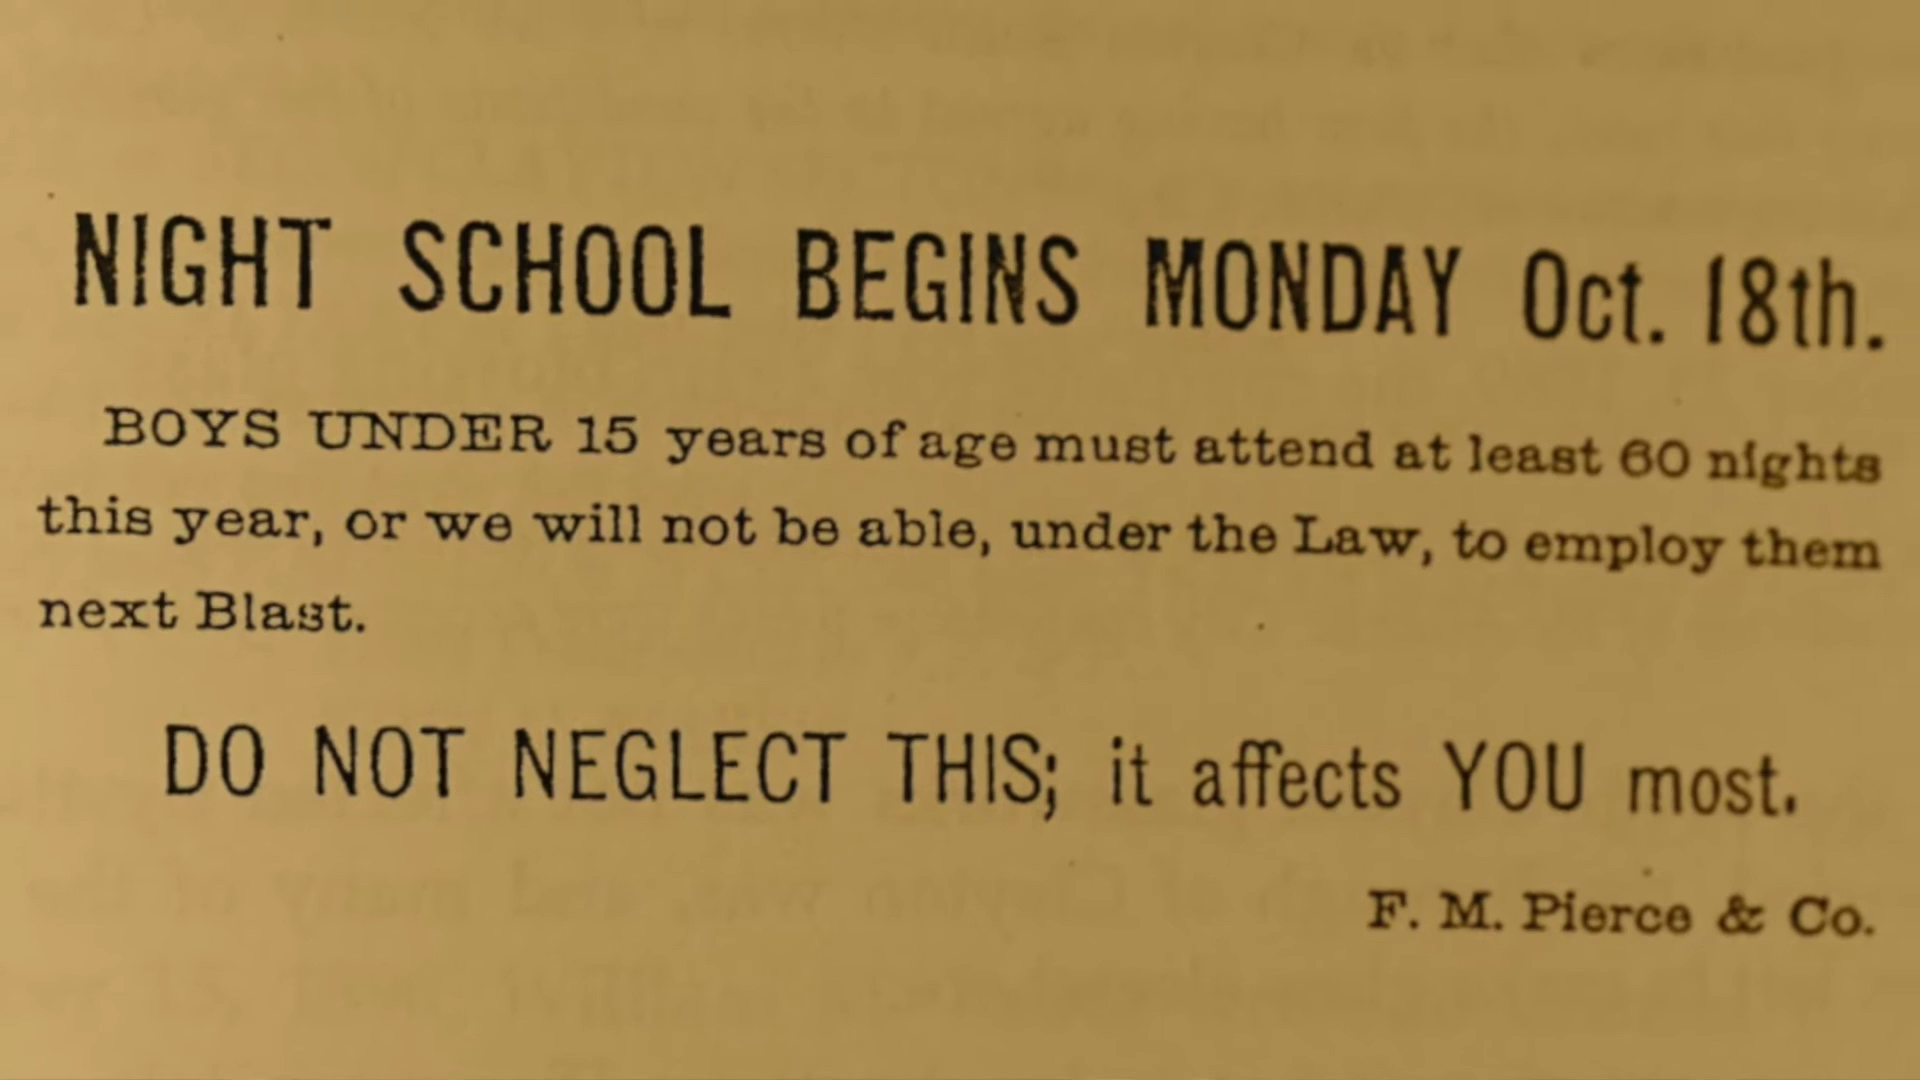 NIGHT SCHOOL BEGINS MONDAY Oct. 18th.
BOYS UNDER 15 years of age must attend at least 60 nights
this year, or we will not be able, under the Law, to employ them
next Blast.
DO NOT NEGLECT THIS; it affects YOU most.
F. M. Pierce & Co.